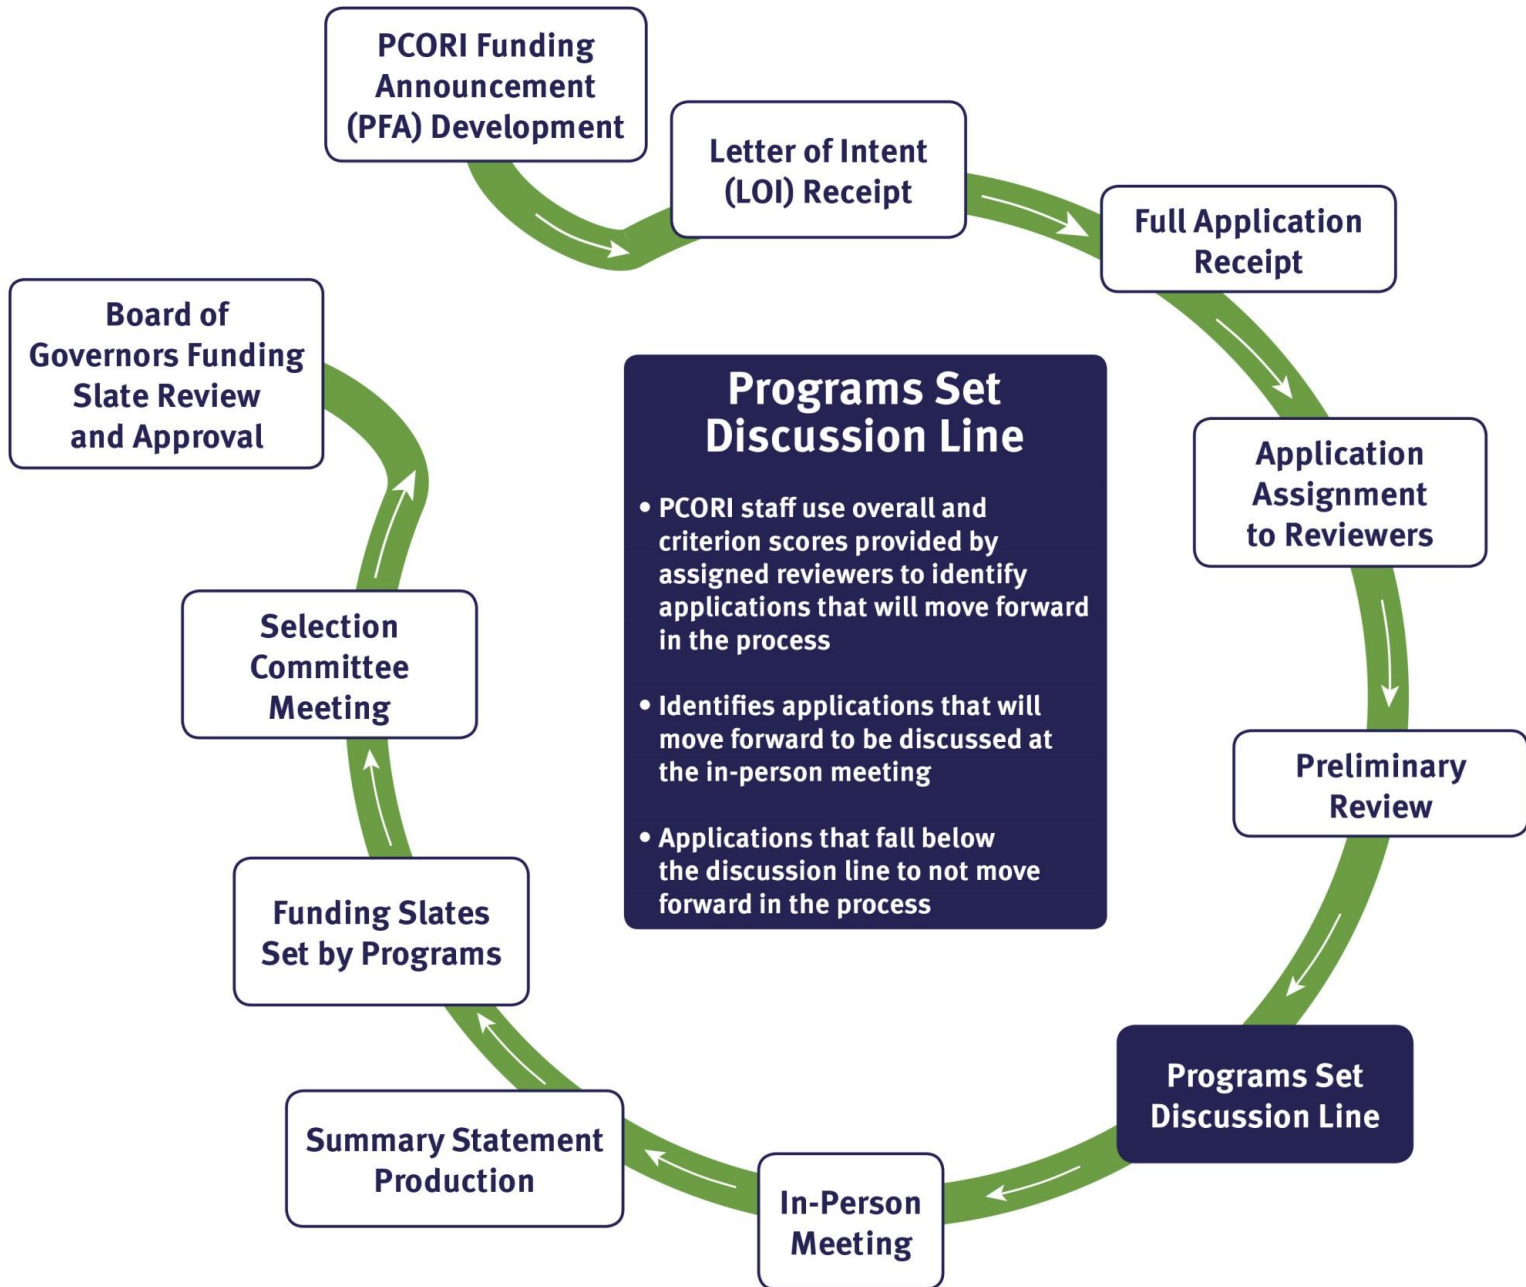 PCORI Funding
Announcement
(PFA) Development
Letter of Intent
(LOI) Receipt
Full Application
Receipt
Application
Assignment
to Reviewers
Preliminary
Review
Programs Set
Discussion Line
In-Person
Meeting
Summary Statement
Production
Funding Slates
Set by Programs
Selection
Committee
Meeting
Board of
Governors Funding
Slate Review
and Approval
Programs Set
Discussion Line
• PCORI staff use overall and
criterion scores provided by
assigned reviewers to identify
applications that will move forward
in the process
• Identifies applications that will
move forward to be discussed at
the in-person meeting
• Applications that fall below
the discussion line to not move
forward in the process